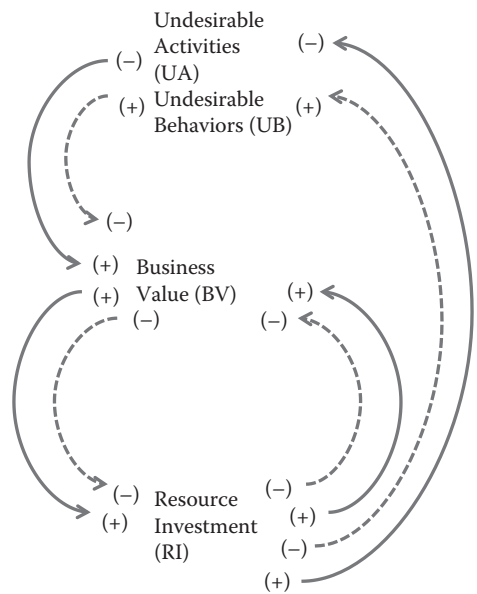 Undesirable
Activities
(UA)
(–)
(–)
(+)
Undesirable
Behaviors (UB)
(+)
(–)
(+)
Business
Value (BV)
(+)
(+)
(–)
(–)
(–)
Resource
Investment
(RI)
(–)
(+)
(+)
(–)
(+)